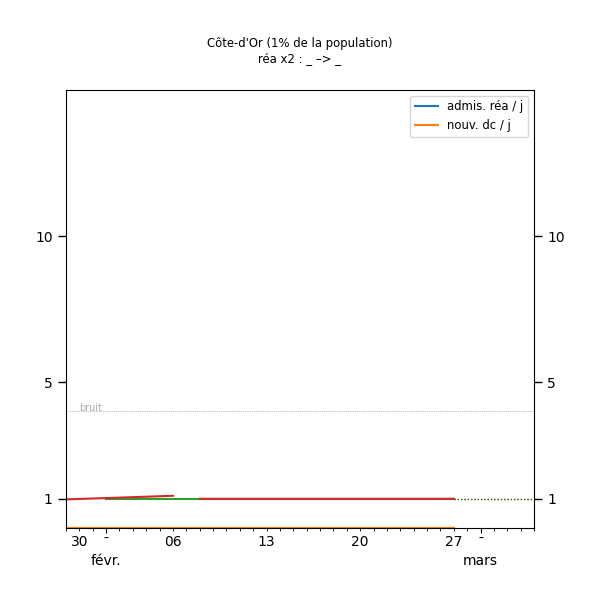 Côte-d'Or (1% de la population)
réa x2 : _ –> _
admis. réa / j
nouv. dc / j
10 10
5 5
bruit
1 1
30 - 06 13 20 27 -
févr. mars